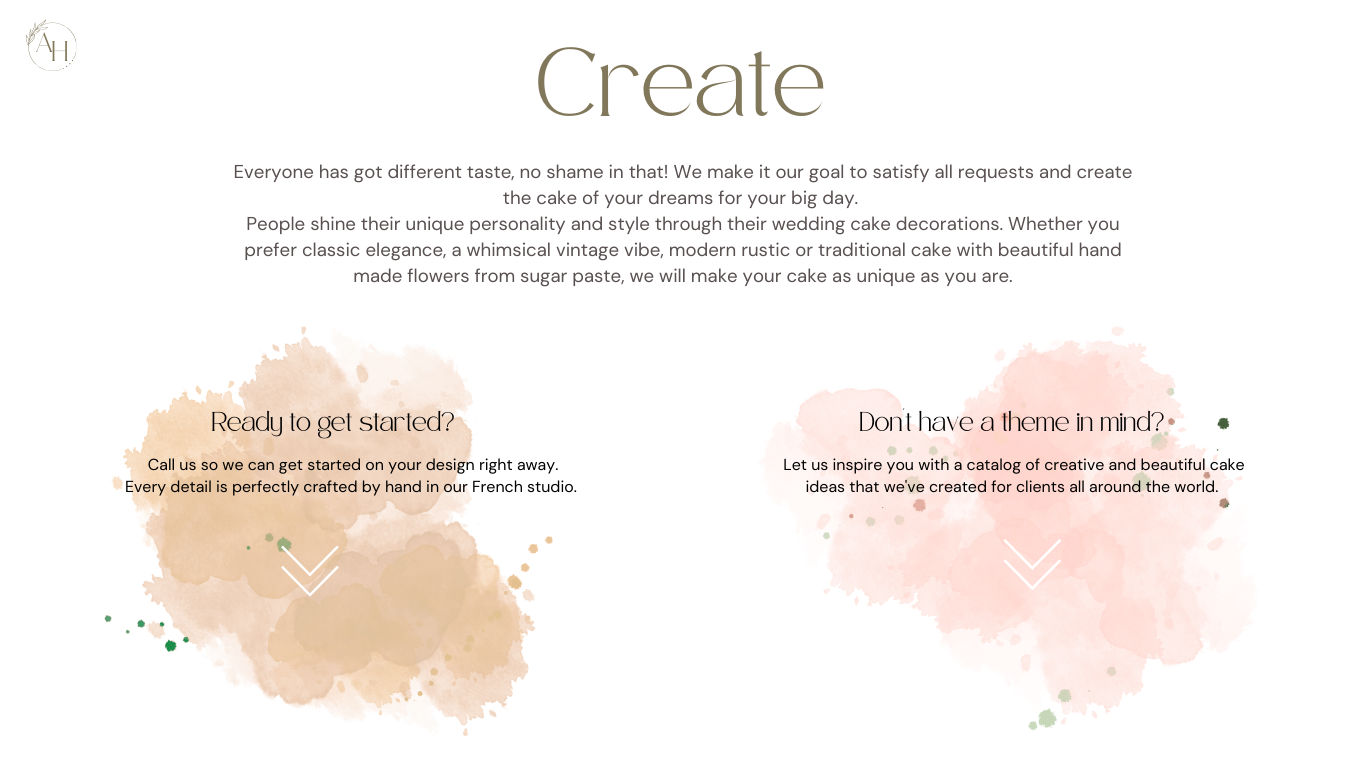 AH
Create
Everyone has got different taste, no shame in that! We make it our goal to satisfy all requests and create
the cake of your dreams for your big day.
People shine their unique personality and style through their wedding cake decorations. Whether you
prefer classic elegance, a whimsical vintage vibe, modern rustic or traditional cake with beautiful hand
made flowers from sugar paste, we will make your cake as unique as you are.
Ready to get started?
Call us so we can get started on your design right away.
Every detail is perfectly crafted by hand in our French studio.
Don't have a theme in mind?
Let us inspire you with a catalog of creative and beautiful cake
ideas that we've created for clients all around the world.